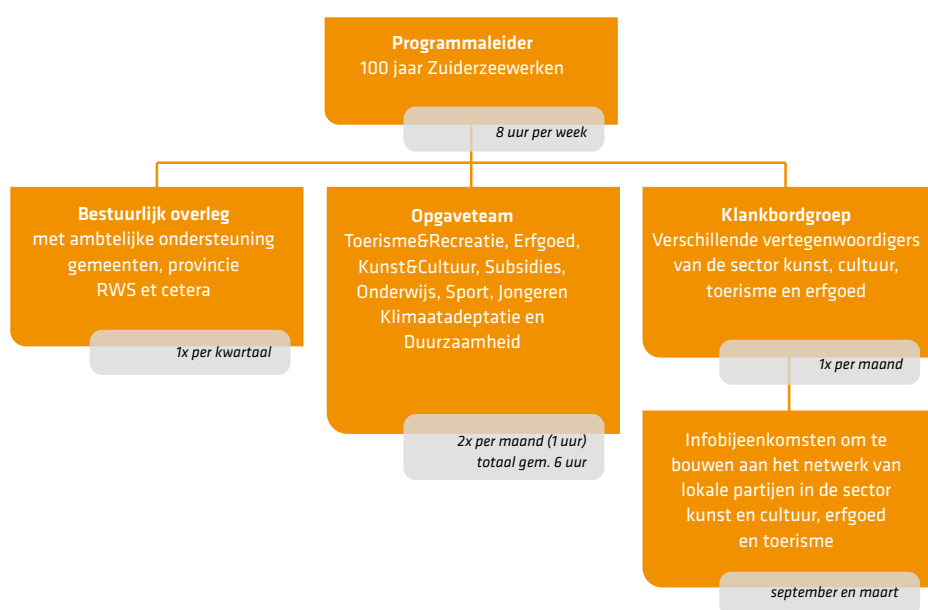 Programmaleider
100 jaar Zuiderzeewerken
8 uur per week
Bestuurlijk overleg
met ambtelijke ondersteuning
gemeenten, provincie
RWS et cetera
1x per kwartaal
Opgaveteam
Toerisme&Recreatie, Erfgoed,
Kunst&Cultuur, Subsidies,
Onderwijs, Sport, Jongeren
Klimaatadeptatie en
Duurzaamheid
2x per maand (1 uur)
totaal gem. 6 uur
Klankbordgroep
Verschillende vertegenwoordigers
van de sector kunst, cultuur,
toerisme en erfgoed
1x per maand
Infobijeenkomsten om te
bouwen aan het netwerk van
lokale partijen in de sector
kunst en cultuur, erfgoed
en toerisme
september en maart